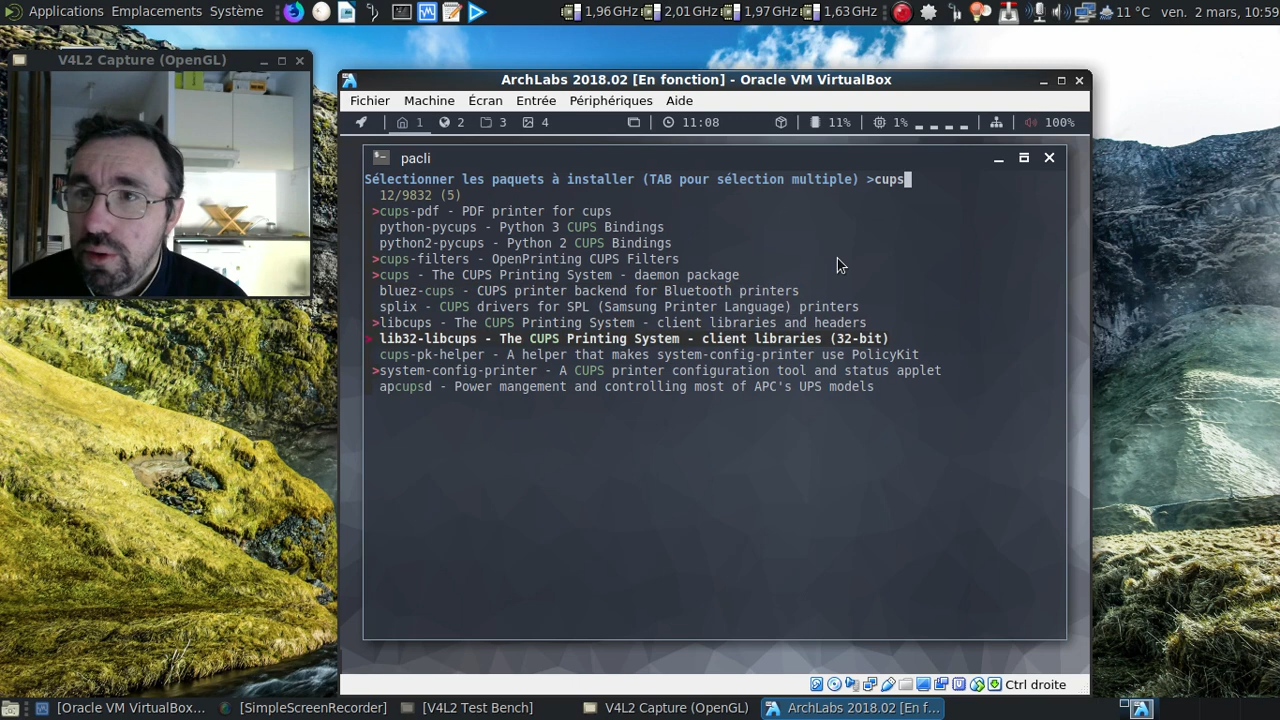 Applications Emplacements Système 1,96 GHz 2,01 GHz 1,97 GHz 1,63 GHz 11 °C ven. 2 mars, 10:59
V4L2 Capture (OpenGL)
ArchLabs 2018.02 [En fonction] - Oracle VM VirtualBox
Fichier Machine Écran Entrée Périphériques Aide
1 2 3 4 11:08 11% 1% 100%
pacli
Sélectionner les paquets à installer (TAB pour sélection multiple) >cups
12/9832 (5)
>cups-pdf - PDF printer for cups
python-pycups - Python 3 CUPS Bindings
python2-pycups - Python 2 CUPS Bindings
>cups-filters - OpenPrinting CUPS Filters
>cups - The CUPS Printing System - daemon package
bluez-cups - CUPS printer backend for Bluetooth printers
splix - CUPS drivers for SPL (Samsung Printer Language) printers
>libcups - The CUPS Printing System - client libraries and headers
> lib32-libcups - The CUPS Printing System - client libraries (32-bit)
cups-pk-helper - A helper that makes system-config-printer use PolicyKit
>system-config-printer - A CUPS printer configuration tool and status applet
apcupsd - Power mangement and controlling most of APC's UPS models
Ctrl droite
[Oracle VM VirtualBox... [SimpleScreenRecorder] [V4L2 Test Bench] V4L2 Capture (OpenGL) ArchLabs 2018.02 [En f...